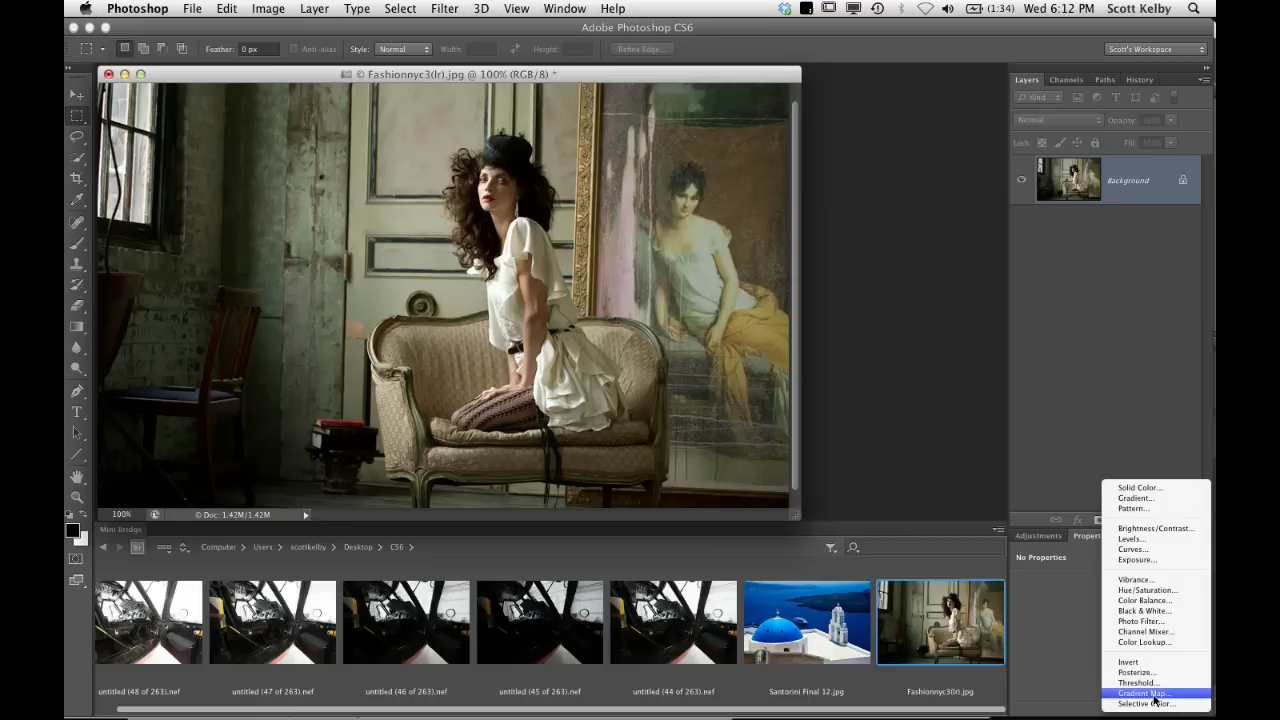 Photoshop File Edit Image Layer Type Select Filter 3D View Window Help (1:34) Wed 6:12 PM Scott Kelby
Adobe Photoshop CS6
Feather: 0 px Anti-alias Style: Normal Width: Height: Refine Edge... Scott's Workspace
© Fashionnyc3(lr).jpg @ 100% (RGB/8) *
Layers Channels Paths History
Kind
Normal Opacity: 100%
Lock: Fill: 100%
Background
100% © Doc: 1.42M/1.42M
Mini Bridge
Computer Users scottkelby Desktop CS6
untitled (48 of 263).nef untitled (47 of 263).nef untitled (46 of 263).nef untitled (45 of 263).nef untitled (44 of 263).nef Santorini Final 12.jpg Fashionnyc3(lr).jpg
fx
Adjustments Propert
No Properties
Solid Color...
Gradient...
Pattern...
Brightness/Contrast...
Levels...
Curves...
Exposure...
Vibrance...
Hue/Saturation...
Color Balance...
Black & White...
Photo Filter...
Channel Mixer...
Color Lookup...
Invert
Posterize...
Threshold...
Gradient Map...
Selective Color...